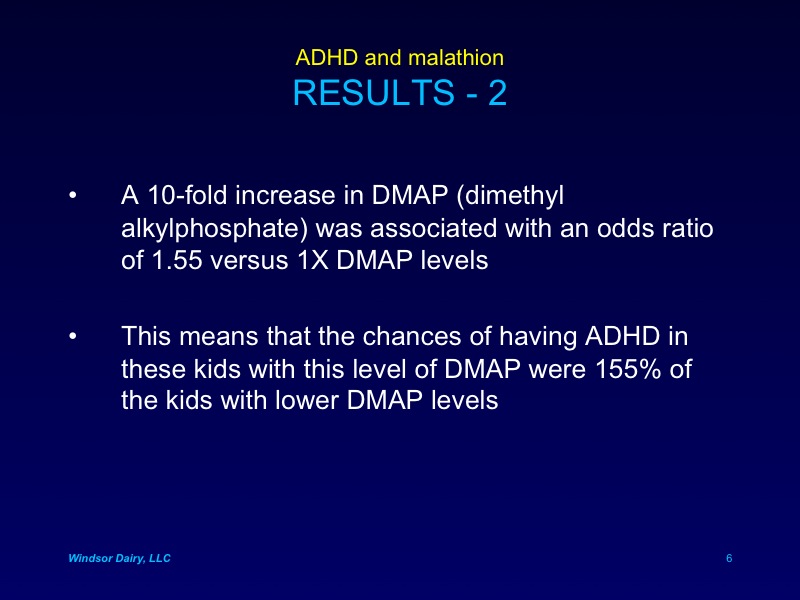 ADHD and malathion
RESULTS - 2
• A 10-fold increase in DMAP (dimethyl
alkylphosphate) was associated with an odds ratio
of 1.55 versus 1X DMAP levels
• This means that the chances of having ADHD in
these kids with this level of DMAP were 155% of
the kids with lower DMAP levels
Windsor Dairy, LLC
6